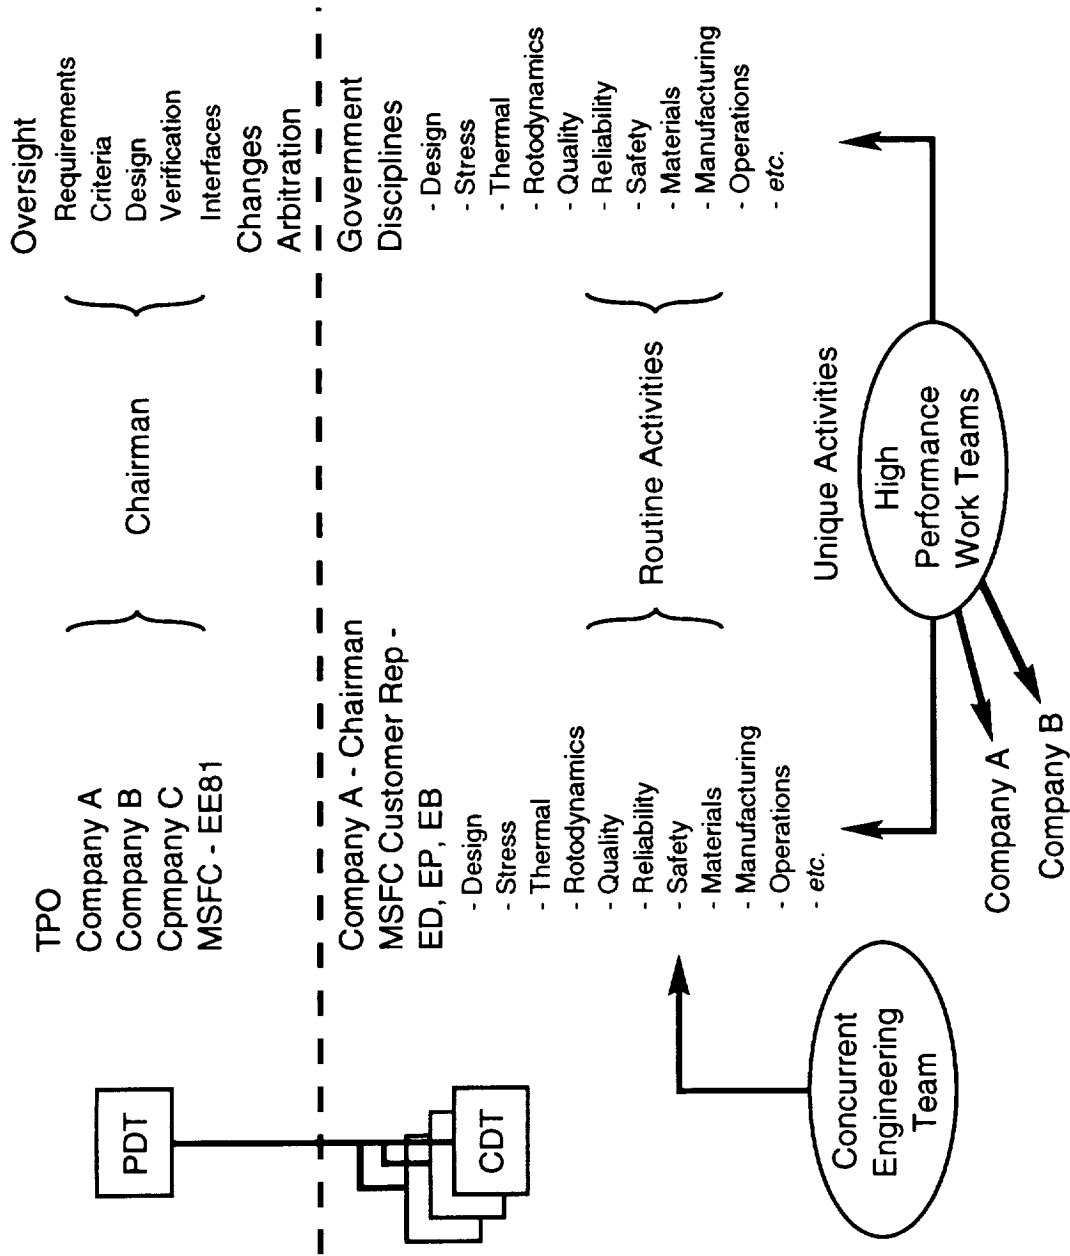 PDT
TPO
Company A
Company B
Cpmpany C
MSFC - EE81
Chairman
Oversight
Requirements
Criteria
Design
Verification
Interfaces
Changes
Arbitration
CDT
Company A - Chairman
MSFC Customer Rep -
ED, EP, EB
- Design
- Stress
- Thermal
- Rotodynamics
- Quality
- Reliability
- Safety
- Materials
- Manufacturing
- Operations
- etc.
Routine Activities
Government
Disciplines
- Design
- Stress
- Thermal
- Rotodynamics
- Quality
- Reliability
- Safety
- Materials
- Manufacturing
- Operations
- etc.
Concurrent
Engineering
Team
Unique Activities
High
Performance
Work Teams
Company A
Company B